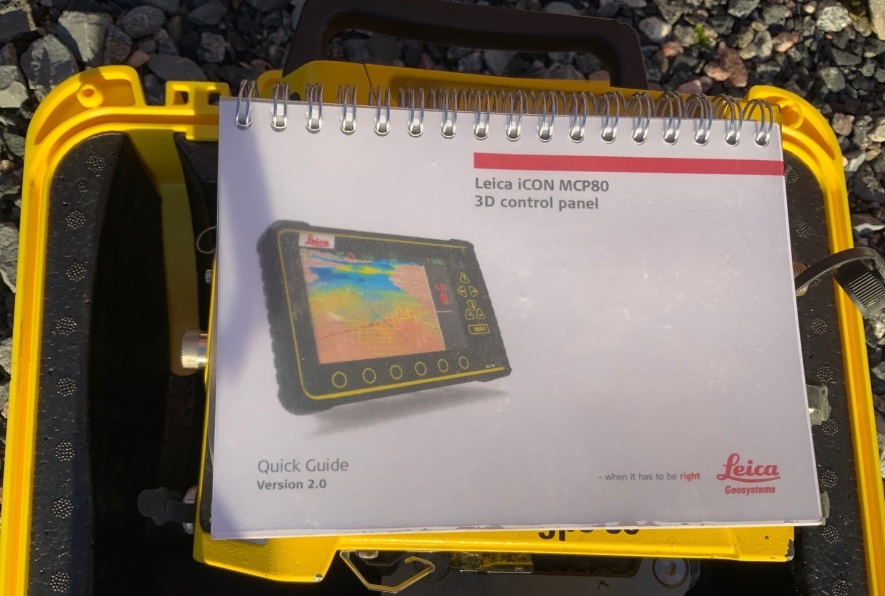 Leica iCON MCP80
3D control panel
Leica
Quick Guide
Version 2.0
- when it has to be right
Leica
Geosystems